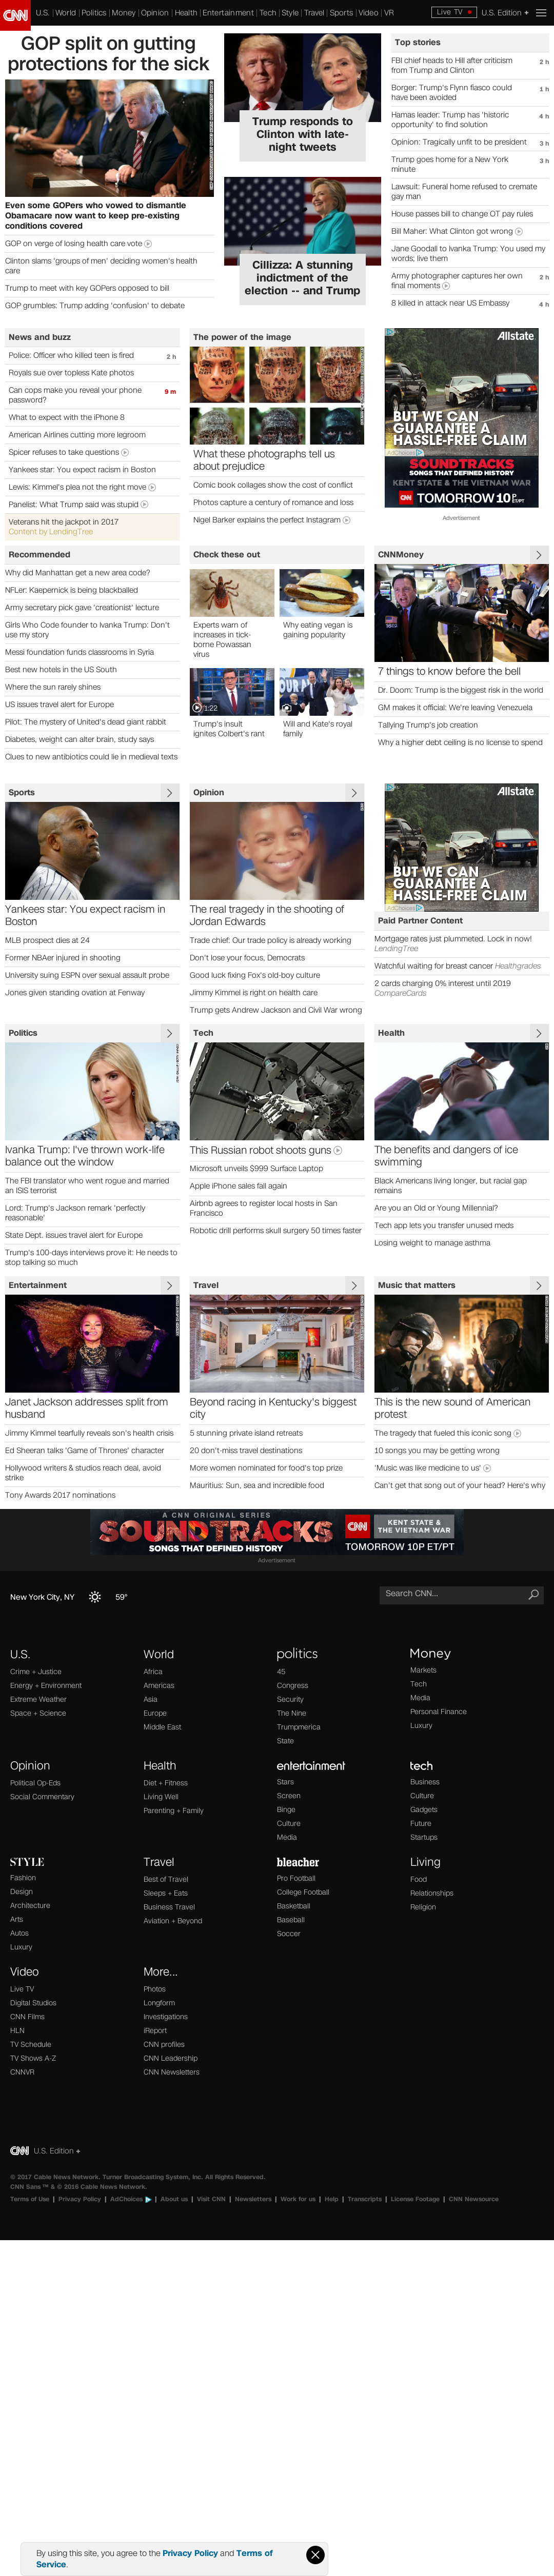 CNN
U.S. | World | Politics | Money | Opinion | Health | Entertainment | Tech | Style | Travel | Sports | Video | VR
Live TV
U.S. Edition +
GOP split on gutting
protections for the sick
Even some GOPers who vowed to dismantle
Obamacare now want to keep pre-existing
conditions covered
GOP on verge of losing health care vote
Clinton slams 'groups of men' deciding women's health
care
Trump to meet with key GOPers opposed to bill
GOP grumbles: Trump adding 'confusion' to debate
Trump responds to
Clinton with late-
night tweets
Cillizza: A stunning
indictment of the
election -- and Trump
Top stories
FBI chief heads to Hill after criticism
from Trump and Clinton
2 h
Borger: Trump's Flynn fiasco could
have been avoided
1 h
Hamas leader: Trump has 'historic
opportunity' to find solution
4 h
Opinion: Tragically unfit to be president
3 h
Trump goes home for a New York
minute
3 h
Lawsuit: Funeral home refused to cremate
gay man
House passes bill to change OT pay rules
Bill Maher: What Clinton got wrong
Jane Goodall to Ivanka Trump: You used my
words; live them
Army photographer captures her own
final moments
2 h
8 killed in attack near US Embassy
4 h
News and buzz
Police: Officer who killed teen is fired
2 h
Royals sue over topless Kate photos
Can cops make you reveal your phone
password?
9 m
What to expect with the iPhone 8
American Airlines cutting more legroom
Spicer refuses to take questions
Yankees star: You expect racism in Boston
Lewis: Kimmel's plea not the right move
Panelist: What Trump said was stupid
Veterans hit the jackpot in 2017
Content by LendingTree
The power of the image
What these photographs tell us
about prejudice
Comic book collages show the cost of conflict
Photos capture a century of romance and loss
Nigel Barker explains the perfect Instagram
Allstate.
BUT WE CAN
GUARANTEE A
HASSLE-FREE CLAIM
AdChoices
SOUNDTRACKS
SONGS THAT DEFINED HISTORY
KENT STATE & THE VIETNAM WAR
CNN TOMORROW 10P ET/PT
Advertisement
Recommended
Why did Manhattan get a new area code?
NFLer: Kaepernick is being blackballed
Army secretary pick gave 'creationist' lecture
Girls Who Code founder to Ivanka Trump: Don't
use my story
Messi foundation funds classrooms in Syria
Best new hotels in the US South
Where the sun rarely shines
US issues travel alert for Europe
Pilot: The mystery of United's dead giant rabbit
Diabetes, weight can alter brain, study says
Clues to new antibiotics could lie in medieval texts
Check these out
Experts warn of
increases in tick-
borne Powassan
virus
Why eating vegan is
gaining popularity
1:22
Trump's insult
ignites Colbert's rant
Will and Kate's royal
family
CNNMoney
7 things to know before the bell
Dr. Doom: Trump is the biggest risk in the world
GM makes it official: We're leaving Venezuela
Tallying Trump's job creation
Why a higher debt ceiling is no license to spend
Sports
Yankees star: You expect racism in
Boston
MLB prospect dies at 24
Former NBAer injured in shooting
University suing ESPN over sexual assault probe
Jones given standing ovation at Fenway
Opinion
The real tragedy in the shooting of
Jordan Edwards
Trade chief: Our trade policy is already working
Don't lose your focus, Democrats
Good luck fixing Fox's old-boy culture
Jimmy Kimmel is right on health care
Trump gets Andrew Jackson and Civil War wrong
Allstate.
BUT WE CAN
GUARANTEE A
HASSLE-FREE CLAIM
AdChoices
Paid Partner Content
Mortgage rates just plummeted. Lock in now!
LendingTree
Watchful waiting for breast cancer Healthgrades
2 cards charging 0% interest until 2019
CompareCards
Politics
Ivanka Trump: I've thrown work-life
balance out the window
The FBI translator who went rogue and married
an ISIS terrorist
Lord: Trump's Jackson remark 'perfectly
reasonable'
State Dept. issues travel alert for Europe
Trump's 100-days interviews prove it: He needs to
stop talking so much
Tech
This Russian robot shoots guns
Microsoft unveils $999 Surface Laptop
Apple iPhone sales fall again
Airbnb agrees to register local hosts in San
Francisco
Robotic drill performs skull surgery 50 times faster
Health
The benefits and dangers of ice
swimming
Black Americans living longer, but racial gap
remains
Are you an Old or Young Millennial?
Tech app lets you transfer unused meds
Losing weight to manage asthma
Entertainment
Janet Jackson addresses split from
husband
Jimmy Kimmel tearfully reveals son's health crisis
Ed Sheeran talks 'Game of Thrones' character
Hollywood writers & studios reach deal, avoid
strike
Tony Awards 2017 nominations
Travel
Beyond racing in Kentucky's biggest
city
5 stunning private island retreats
20 don't-miss travel destinations
More women nominated for food's top prize
Mauritius: Sun, sea and incredible food
Music that matters
This is the new sound of American
protest
The tragedy that fueled this iconic song
10 songs you may be getting wrong
'Music was like medicine to us'
Can't get that song out of your head? Here's why
A CNN ORIGINAL SERIES
SOUNDTRACKS
SONGS THAT DEFINED HISTORY
CNN
KENT STATE &
THE VIETNAM WAR
TOMORROW 10P ET/PT
Advertisement
New York City, NY
59°
Search CNN...
U.S.
Crime + Justice
Energy + Environment
Extreme Weather
Space + Science
World
Africa
Americas
Asia
Europe
Middle East
politics
45
Congress
Security
The Nine
Trumpmerica
State
Money
Markets
Tech
Media
Personal Finance
Luxury
Opinion
Political Op-Eds
Social Commentary
Health
Diet + Fitness
Living Well
Parenting + Family
entertainment
Stars
Screen
Binge
Culture
Media
tech
Business
Culture
Gadgets
Future
Startups
STYLE
Fashion
Design
Architecture
Arts
Autos
Luxury
Travel
Best of Travel
Sleeps + Eats
Business Travel
Aviation + Beyond
bleacher
Pro Football
College Football
Basketball
Baseball
Soccer
Living
Food
Relationships
Religion
Video
Live TV
Digital Studios
CNN Films
HLN
TV Schedule
TV Shows A-Z
CNNVR
More...
Photos
Longform
Investigations
iReport
CNN profiles
CNN Leadership
CNN Newsletters
CNN U.S. Edition +
© 2017 Cable News Network. Turner Broadcasting System, Inc. All Rights Reserved.
CNN Sans ™ & © 2016 Cable News Network.
Terms of Use | Privacy Policy | AdChoices | About us | Visit CNN | Newsletters | Work for us | Help | Transcripts | License Footage | CNN Newsource
By using this site, you agree to the Privacy Policy and Terms of
Service.